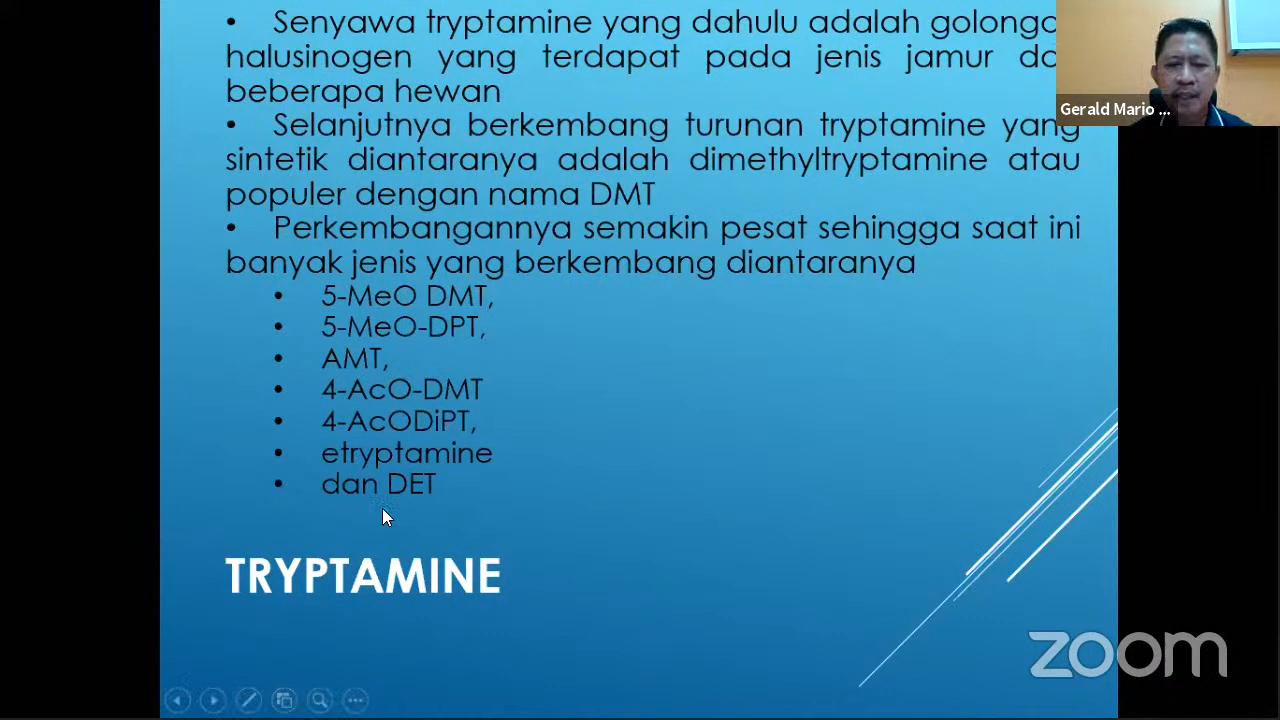 • Senyawa tryptamine yang dahulu adalah
halusinogen yang terdapat pada jenis jamur
beberapa hewan
• Selanjutnya berkembang turunan tryptamine yang
sintetik diantaranya adalah dimethyltryptamine atau
populer dengan nama DMT
• Perkembangannya semakin pesat sehingga saat ini
banyak jenis yang berkembang diantaranya
• 5-MeO DMT,
• 5-MeO-DPT,
• AMT,
• 4-AcO-DMT
• 4-AcODiPT,
• etryptamine
• dan DET
TRYPTAMINE
Gerald Mario ...
zoom